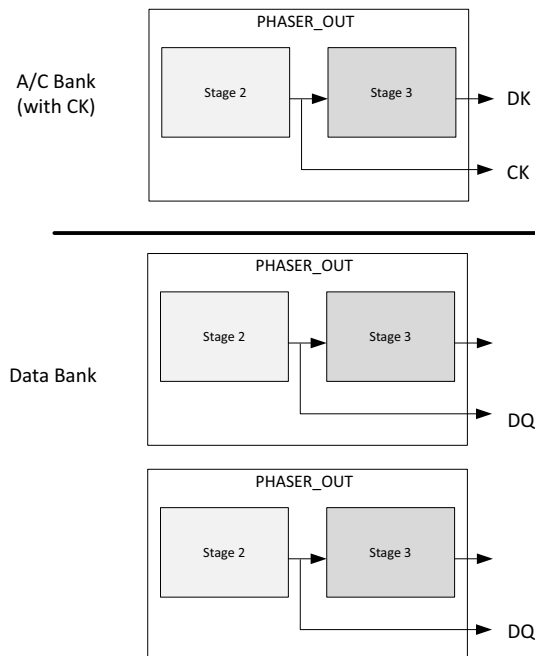 PHASER_OUT
A/C Bank
(with CK)
Stage 2
Stage 3
DK
CK
PHASER_OUT
Data Bank
Stage 2
Stage 3
DQ
PHASER_OUT
Stage 2
Stage 3
DQ